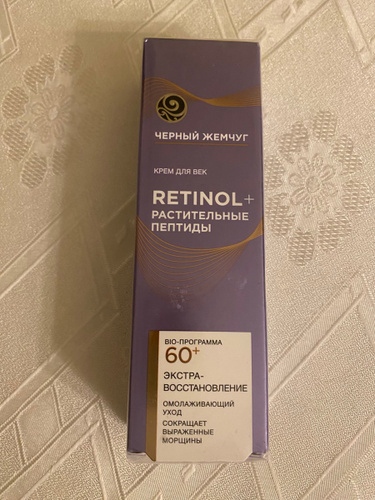 ЧЕРНЫЙ ЖЕМЧУГ
КРЕМ ДЛЯ ВЕК
RETINOL+
РАСТИТЕЛЬНЫЕ
ПЕПТИДЫ
BIO-ПРОГРАММА
60+
ЭКСТРА-
ВОССТАНОВЛЕНИЕ
ОМОЛАЖИВАЮЩИЙ
УХОД
СОКРАЩАЕТ
ВЫРАЖЕННЫЕ
МОРЩИНЫ